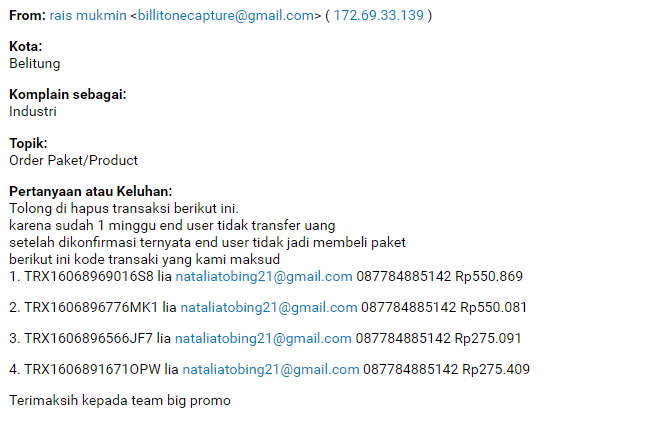 From: rais mukmin <billitonecapture@gmail.com> ( 172.69.33.139 )
Kota:
Belitung
Komplain sebagai:
Industri
Topik:
Order Paket/Product
Pertanyaan atau Keluhan:
Tolong di hapus transaksi berikut ini.
karena sudah 1 minggu end user tidak transfer uang
setelah dikonfirmasi ternyata end user tidak jadi membeli paket
berikut ini kode transaki yang kami maksud
1. TRX16068969016S8 lia nataliatobing21@gmail.com 087784885142 Rp550.869
2. TRX1606896776MK1 lia nataliatobing21@gmail.com 087784885142 Rp550.081
3. TRX1606896566JF7 lia nataliatobing21@gmail.com 087784885142 Rp275.091
4. TRX1606891671OPW lia nataliatobing21@gmail.com 087784885142 Rp275.409
Terimaksih kepada team big promo